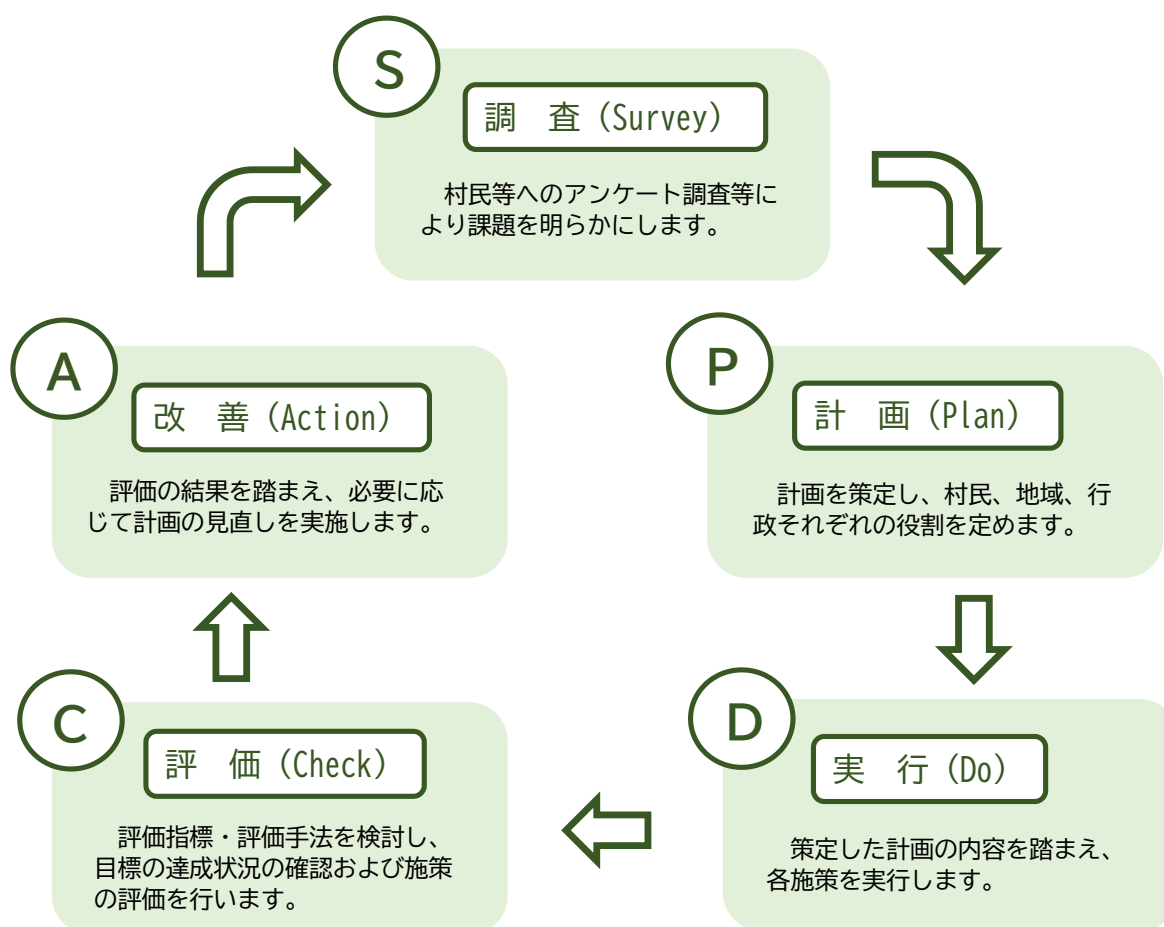 S
調　査（Survey）
　村民等へのアンケート調査等に
より課題を明らかにします。
P
計　画（Plan）
　計画を策定し、村民、地域、行
政それぞれの役割を定めます。
D
実　行（Do）
　策定した計画の内容を踏まえ、
各施策を実行します。
C
評　価（Check）
　評価指標・評価手法を検討し、
目標の達成状況の確認および施策
の評価を行います。
A
改　善（Action）
　評価の結果を踏まえ、必要に応
じて計画の見直しを実施します。